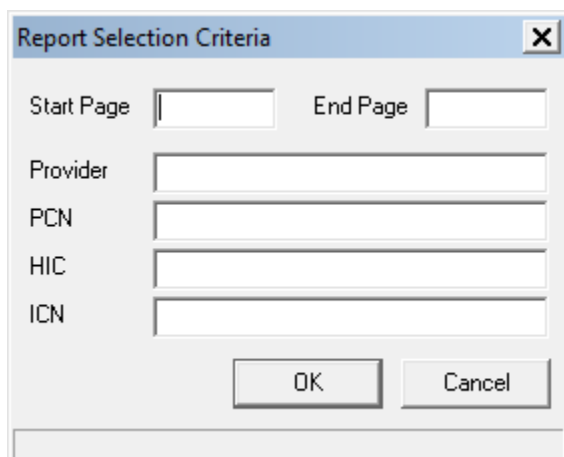 Report Selection Criteria
Start Page End Page
Provider
PCN
HIC
ICN
OK Cancel